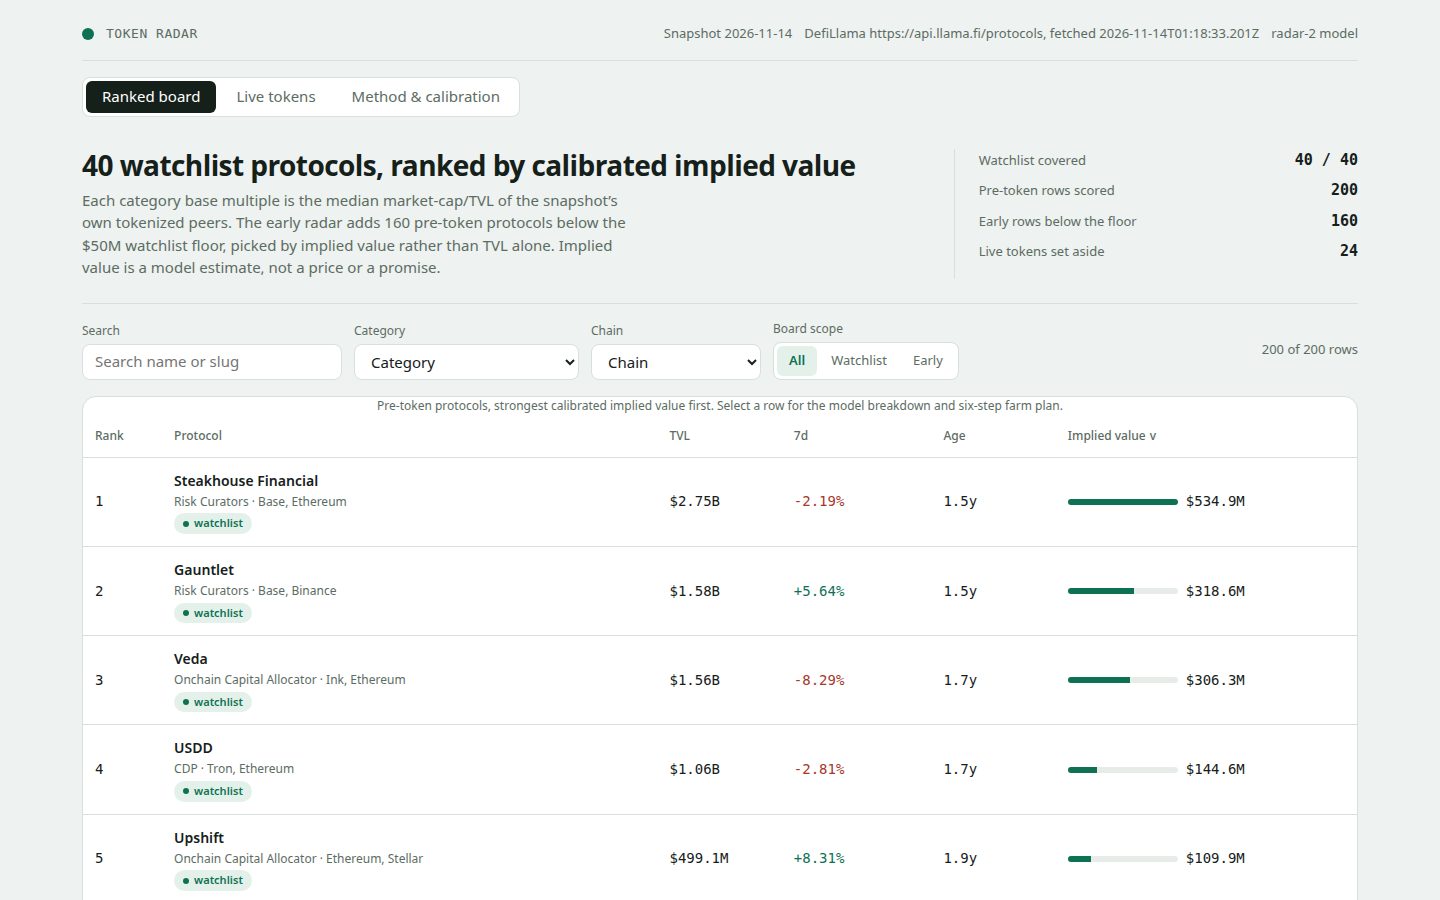 TOKEN RADAR
Snapshot 2026-11-14 DefiLlama https://api.llama.fi/protocols, fetched 2026-11-14T01:18:33.201Z radar-2 model
Ranked board Live tokens Method & calibration
40 watchlist protocols, ranked by calibrated implied value
Each category base multiple is the median market-cap/TVL of the snapshot's
own tokenized peers. The early radar adds 160 pre-token protocols below the
$50M watchlist floor, picked by implied value rather than TVL alone. Implied
value is a model estimate, not a price or a promise.
Watchlist covered 40 / 40
Pre-token rows scored 200
Early rows below the floor 160
Live tokens set aside 24
Search Category Chain Board scope
Search name or slug Category Chain All Watchlist Early
200 of 200 rows
Pre-token protocols, strongest calibrated implied value first. Select a row for the model breakdown and six-step farm plan.
Rank Protocol TVL 7d Age Implied value v
Steakhouse Financial
1 Risk Curators · Base, Ethereum $2.75B -2.19% 1.5y $534.9M
watchlist
Gauntlet
2 Risk Curators · Base, Binance $1.58B +5.64% 1.5y $318.6M
watchlist
Veda
3 Onchain Capital Allocator · Ink, Ethereum $1.56B -8.29% 1.7y $306.3M
watchlist
USDD
4 CDP · Tron, Ethereum $1.06B -2.81% 1.7y $144.6M
watchlist
Upshift
5 Onchain Capital Allocator · Ethereum, Stellar $499.1M +8.31% 1.9y $109.9M
watchlist